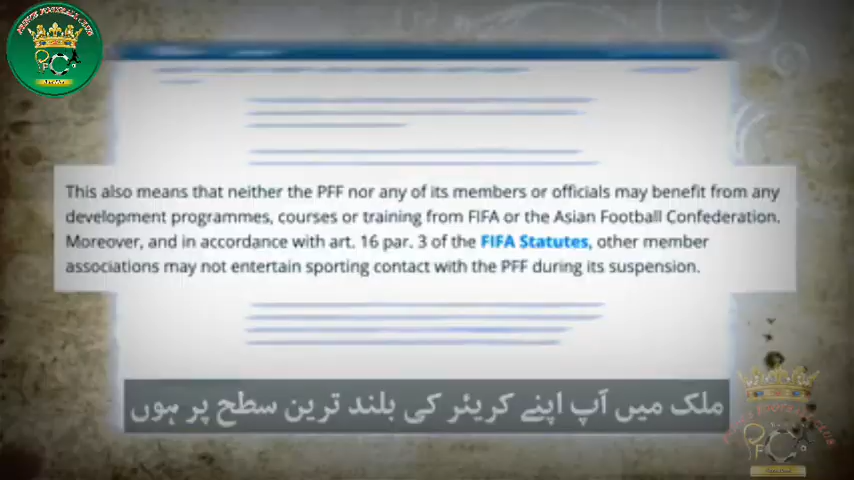 This also means that neither the PFF nor any of its members or officials may benefit from any
development programmes, courses or training from FIFA or the Asian Football Confederation.
Moreover, and in accordance with art. 16 par. 3 of the FIFA Statutes, other member
associations may not entertain sporting contact with the PFF during its suspension.
ملک میں آپ اپنے کریئر کی بلند ترین سطح پر ہوں